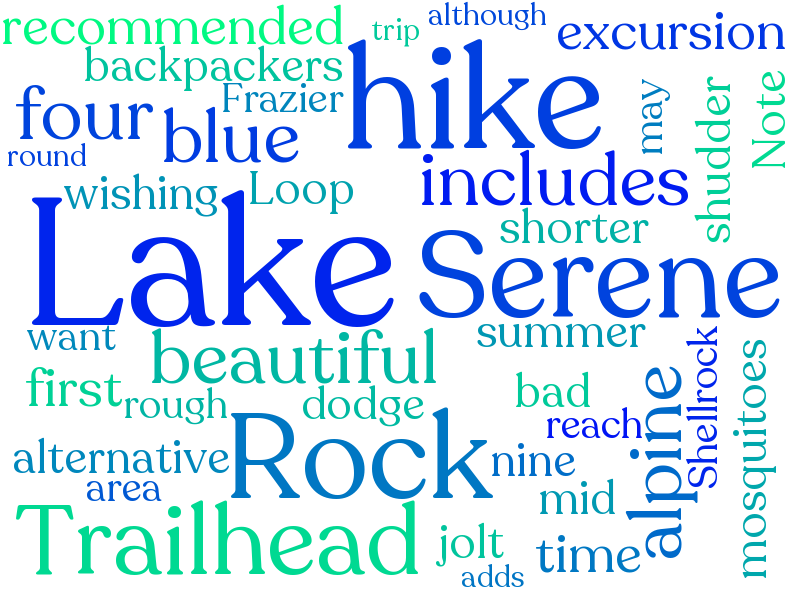 recommended
trip
although
excursion
backpackers
hike
Frazier
four
blue
may
shudder
Note
round
includes
wishing
Loop
shorter
Lake
Serene
want
beautiful
summer
first
rough
dodge
bad
reach
alpine
Shellrock
mosquitoes
alternative
Rock
nine
area
mid
Trailhead
jolt
time
adds